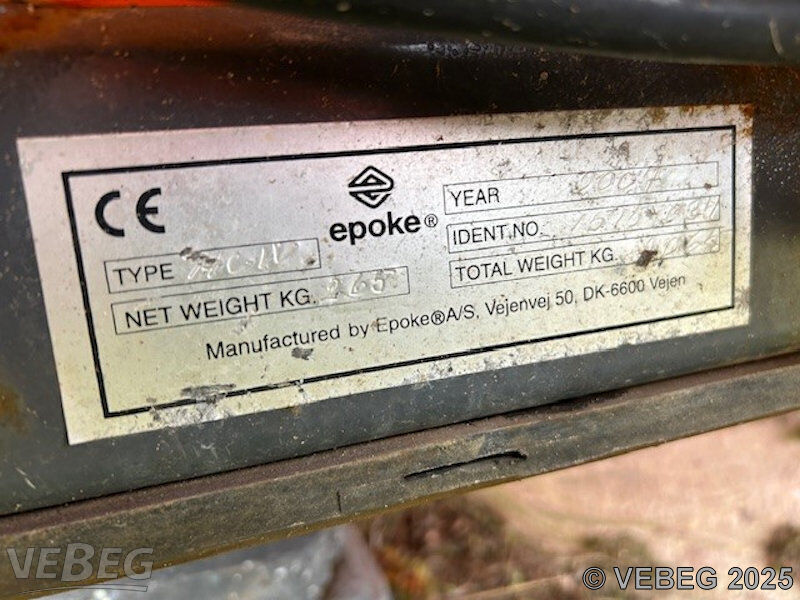 CE
epoke®
TYPE
NET WEIGHT KG. 265
YEAR
IDENT.NO.
TOTAL WEIGHT KG.
Manufactured by Epoke®A/S, Vejenvej 50, DK-6600 Vejen
VEBEG
© VEBEG 2025